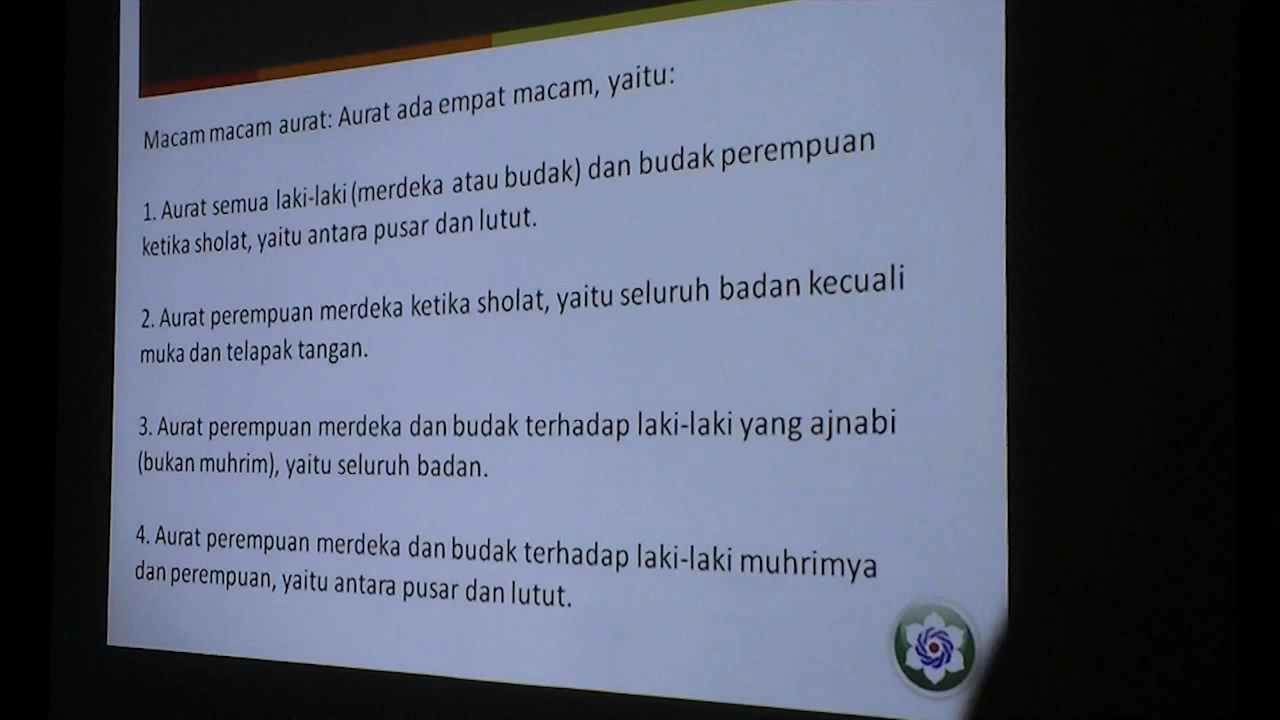 Macam macam aurat: Aurat ada empat macam, yaitu:
1. Aurat semua laki-laki (merdeka atau budak) dan budak perempuan
ketika sholat, yaitu antara pusar dan lutut.
2. Aurat perempuan merdeka ketika sholat, yaitu seluruh badan kecuali
muka dan telapak tangan.
3. Aurat perempuan merdeka dan budak terhadap laki-laki yang ajnabi
(bukan muhrim), yaitu seluruh badan.
4. Aurat perempuan merdeka dan budak terhadap laki-laki muhrimya
dan perempuan, yaitu antara pusar dan lutut.